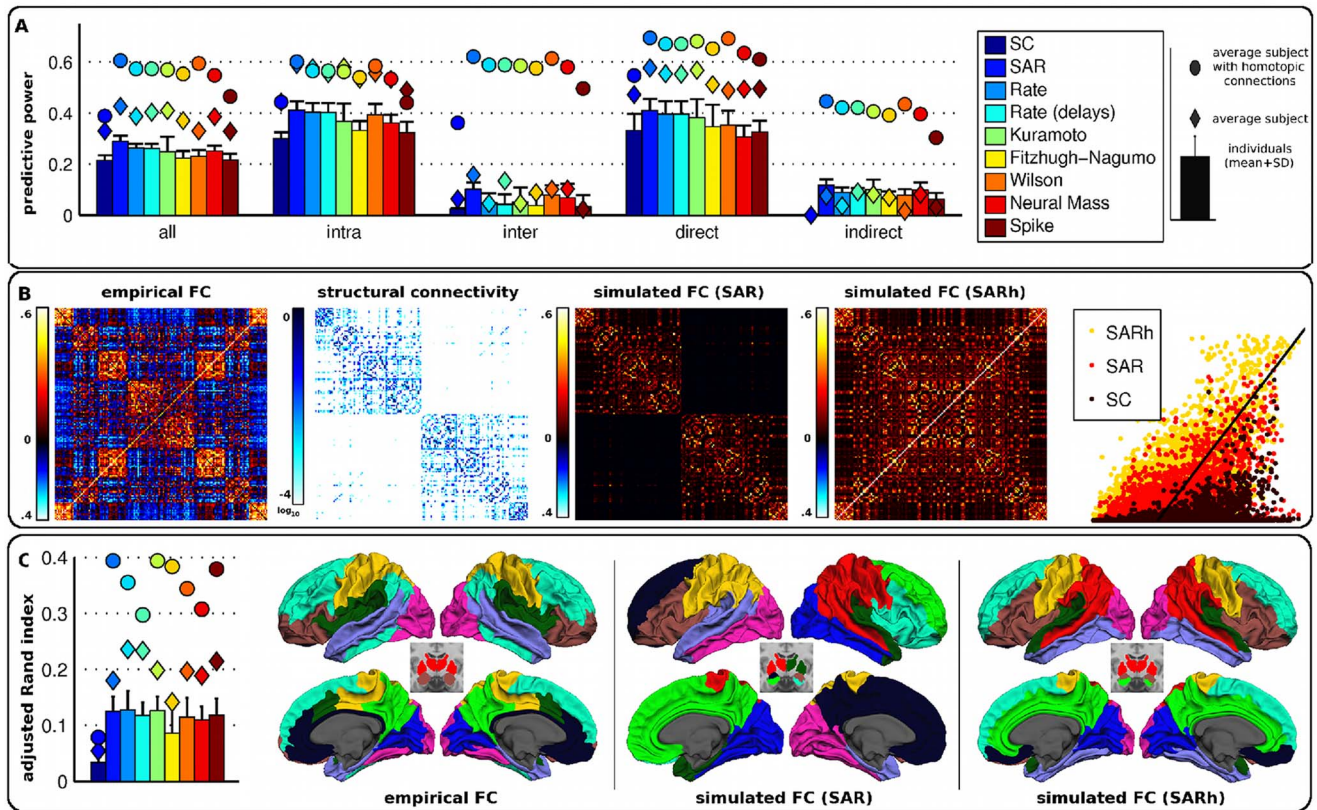 A
predictive power
0.6
0.4
0.2
0
all
intra
inter
direct
indirect
SC
SAR
Rate
Rate (delays)
Kuramoto
Fitzhugh−Nagumo
Wilson
Neural Mass
Spike
average subject
with homotopic
connections
average subject
individuals
(mean+SD)
B
empirical FC
structural connectivity
simulated FC (SAR)
simulated FC (SARh)
.6
0
.4
0
-4
log10
.6
0
.4
.6
0
.4
SARh
SAR
SC
C
adjusted Rand index
0.4
0.3
0.2
0.1
0
empirical FC
simulated FC (SAR)
simulated FC (SARh)